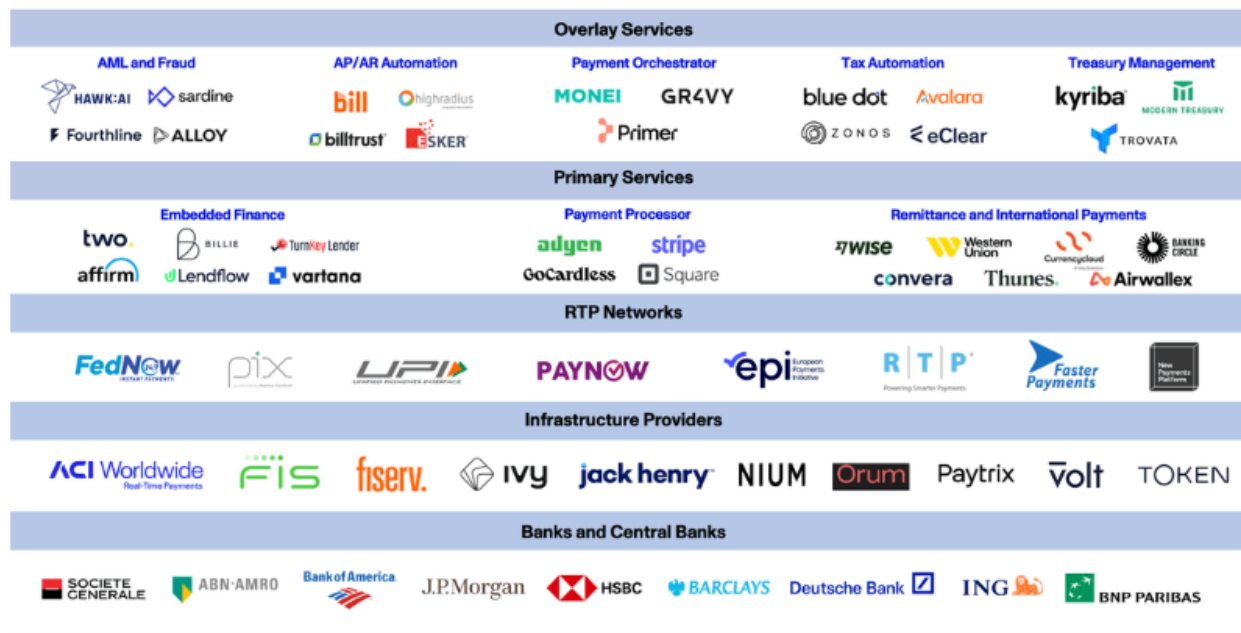 Overlay Services
AML and Fraud
AP/AR Automation
Payment Orchestrator
Tax Automation
Treasury Management
HAWK:AI
sardine
bill
highradius
MONEI
GR4VY
blue dot
Avalara
kyriba
MODERN TREASURY
Fourthline
ALLOY
billtrust
ESKER
Primer
ZONOS
eClear
TROVATA
Primary Services
Embedded Finance
Payment Processor
Remittance and International Payments
two.
BILLIE
TurnKey Lender
adyen
stripe
WISE
Western
Union
Currencycloud
BANKING
CIRCLE
affirm
Lendflow
vartana
GoCardless
Square
convera
Thunes.
Airwallex
RTP Networks
FedNow
INSTANT PAYMENTS
pix
UPI
UNIFIED PAYMENTS INTERFACE
PAYNOW
epi
European
Payments
Initiative
R|T|P
Powering Smarter Payments
Faster
Payments
New
Payments
Platform
Infrastructure Providers
ACI Worldwide
Real-Time Payments
FIS
fiserv.
IVY
jack henry
NIUM
Orum
Paytrix
volt
TOKEN
Banks and Central Banks
SOCIETE
GENERALE
ABN·AMRO
Bank of America
J.P.Morgan
HSBC
BARCLAYS
Deutsche Bank
ING
BNP PARIBAS